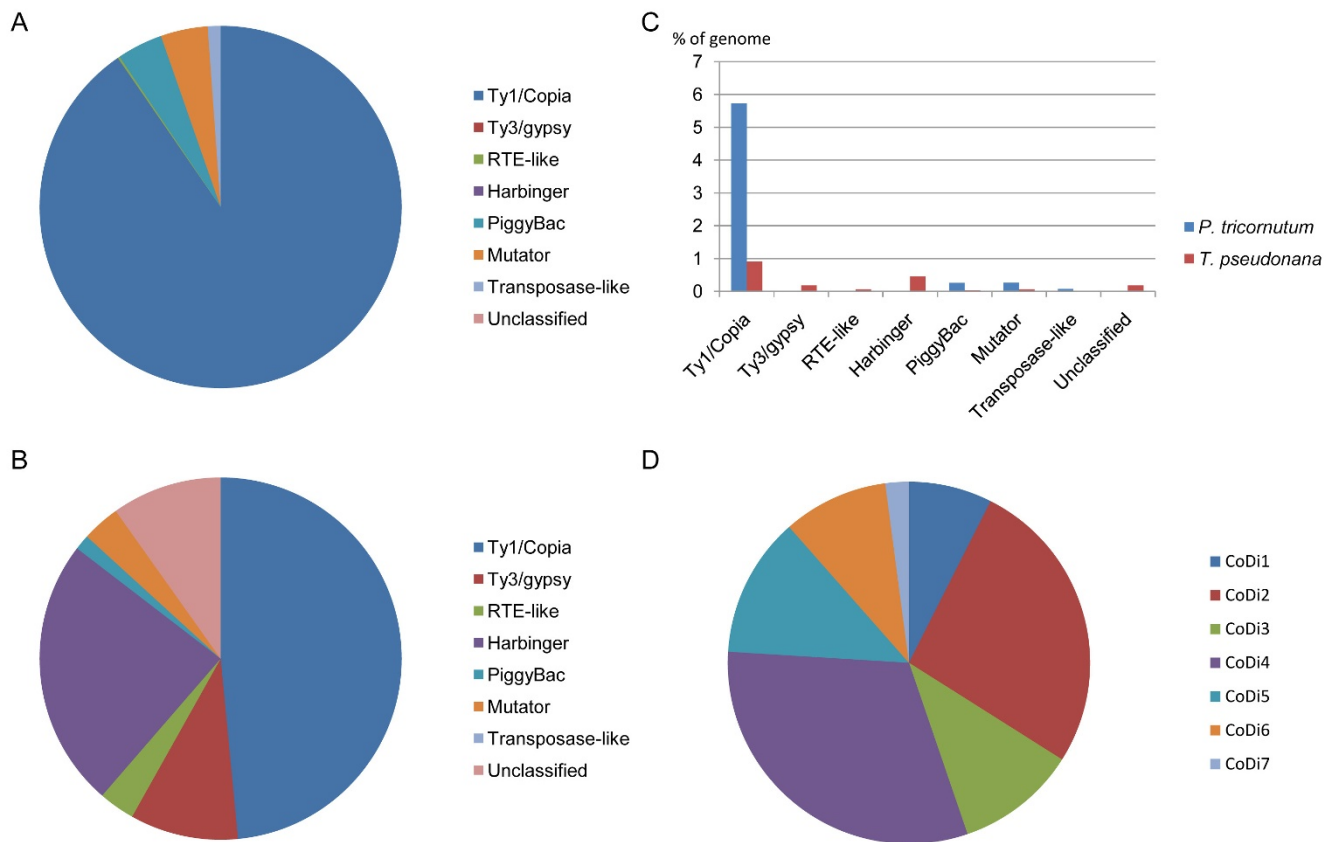 A
Ty1/Copia
Ty3/gypsy
RTE-like
Harbinger
PiggyBac
Mutator
Transposase-like
Unclassified
C
% of genome
7
6
5
4
3
2
1
0
Ty1/Copia
Ty3/gypsy
RTE-like
Harbinger
PiggyBac
Mutator
Transposase-like
Unclassified
P. tricornutum
T. pseudonana
B
Ty1/Copia
Ty3/gypsy
RTE-like
Harbinger
PiggyBac
Mutator
Transposase-like
Unclassified
D
CoDi1
CoDi2
CoDi3
CoDi4
CoDi5
CoDi6
CoDi7